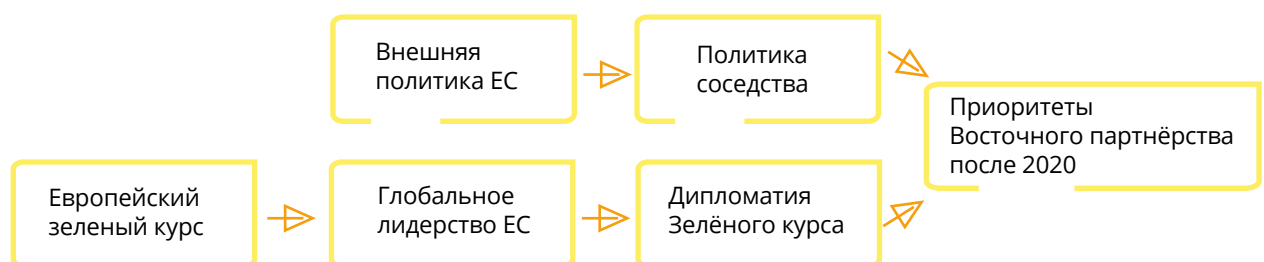 Внешняя
политика ЕС
Политика
соседства
Приоритеты
Восточного партнёрства
после 2020
Европейский
зеленый курс
Глобальное
лидерство ЕС
Дипломатия
Зелёного курса